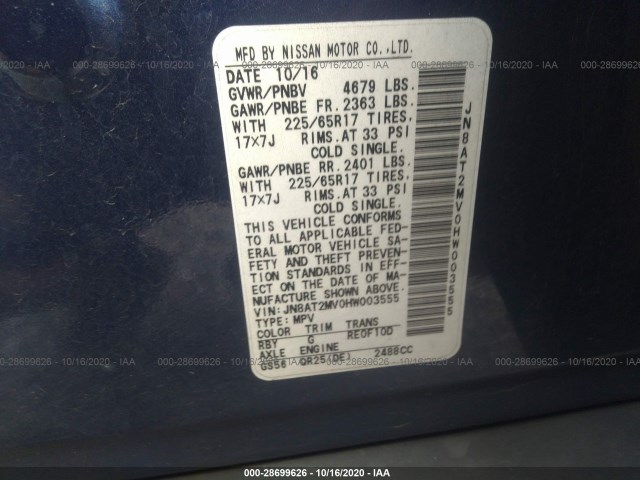 MFD BY NISSAN MOTOR CO.,LTD.
DATE 10/16
GVWR/PNBV 4679 LBS.
GAWR/PNBE FR. 2363 LBS.
WITH 225/65R17 TIRES.
17×7J RIMS.AT 33 PSI
COLD SINGLE.
GAWR/PNBE RR. 2401 LBS.
WITH 225/65R17 TIRES.
17×7J RIMS.AT 33 PSI
COLD SINGLE.
THIS VEHICLE CONFORMS
TO ALL APPLICABLE FED-
ERAL MOTOR VEHICLE SA-
FETY AND THEFT PREVEN-
TION STANDARDS IN EFF-
ECT ON THE DATE OF MA-
NUFACTURE SHOWN ABOVE.
VIN: JN8AT2MV0HW003555
TYPE: MPV
COLOR TRIM TRANS
RBY G RE0F10D
AXLE ENGINE
GS56 QR25(DE) 2488CC
JN8AT2MV0HW003555
000-28699626 - 10/16/2020 - IAA